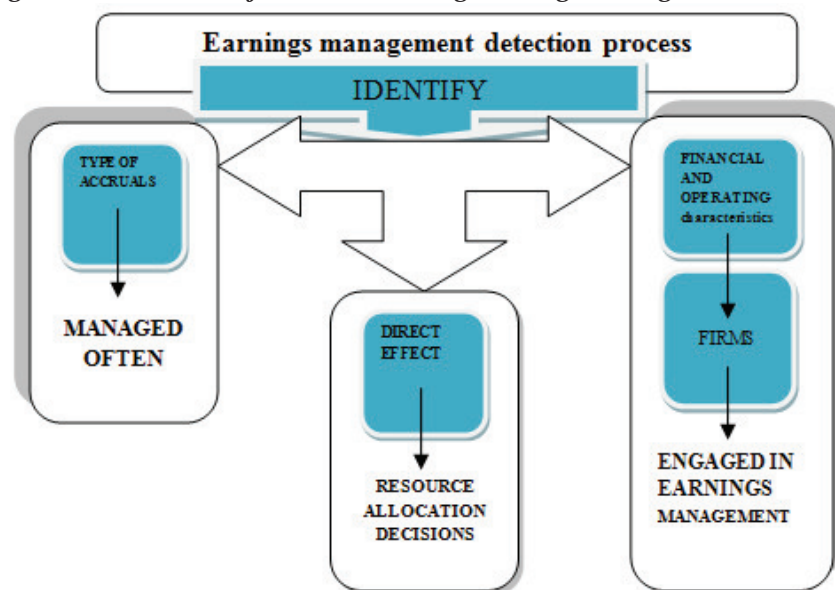 Earnings management detection process
IDENTIFY
TYPE OF
ACCRUALS
MANAGED
OFTEN
DIRECT
EFFECT
RESOURCE
ALLOCATION
DECISIONS
FINANCIAL
AND
OPERATING
characteristics
FIRMS
ENGAGED IN
EARNINGS
MANAGEMENT